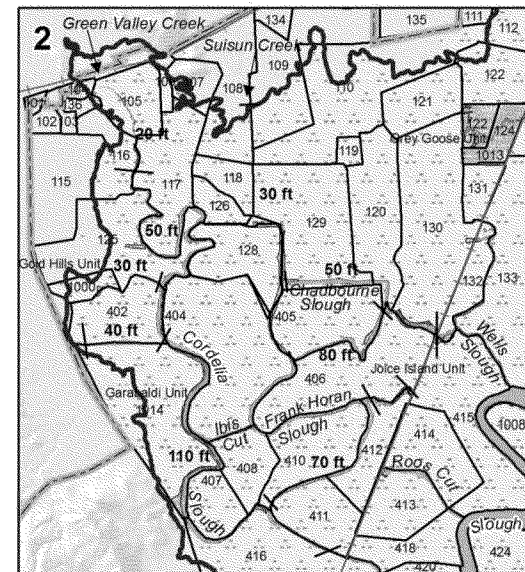 2
Green Valley Creek
134
135
111
112
Suisun Creek
109
108
110
122
105
107
121
101
136
102
103
20 ft
122
124
Grey Goose Unit
119
1013
116
115
117
118
30 ft
131
126
129
120
130
50 ft
125
128
Gold Hills Unit
30 ft
50 ft
132
133
1000
Chadbourne
Slough
402
404
405
40 ft
Cordelia
80 ft
Wells
Slough
406
Joice Island Unit
Garabaldi Unit
1014
Frank Horan
Slough
Ibis
Cut
415
1008
412
414
110 ft
408
410
70 ft
Roos Cut
407
Slough
411
413
Slough
418
416
420
424